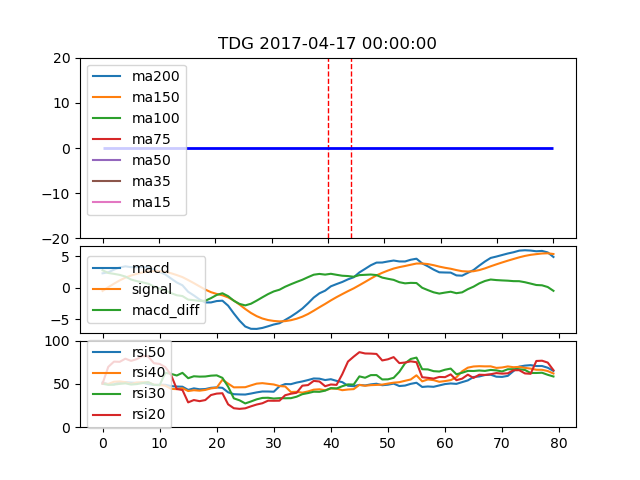 TDG 2017-04-17 00:00:00
20
10
0
−10
−20
ma200
ma150
ma100
ma75
ma50
ma35
ma15
5
0
−5
macd
signal
macd_diff
100
50
0
rsi50
rsi40
rsi30
rsi20
0 10 20 30 40 50 60 70 80